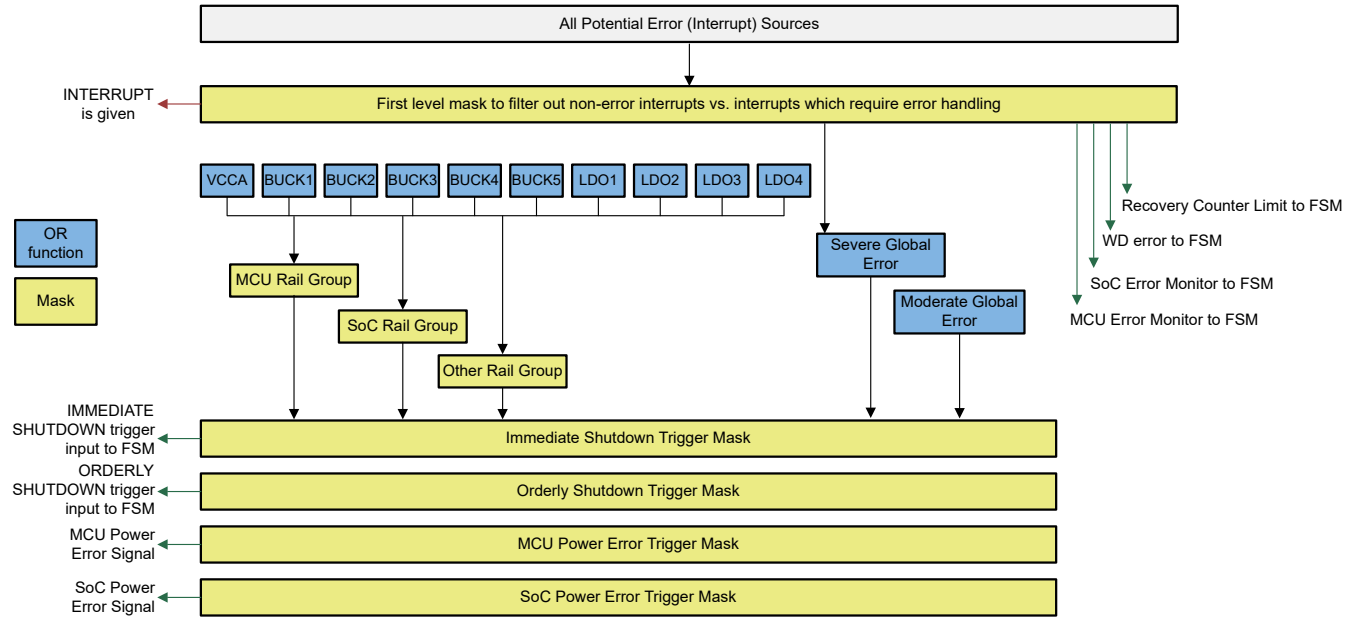 All Potential Error (Interrupt) Sources
INTERRUPT
is given
First level mask to filter out non-error interrupts vs. interrupts which require error handling
VCCA
BUCK1
BUCK2
BUCK3
BUCK4
BUCK5
LDO1
LDO2
LDO3
LDO4
Recovery Counter Limit to FSM
WD error to FSM
SoC Error Monitor to FSM
MCU Error Monitor to FSM
OR
function
Mask
Severe Global
Error
Moderate Global
Error
MCU Rail Group
SoC Rail Group
Other Rail Group
IMMEDIATE
SHUTDOWN trigger
input to FSM
Immediate Shutdown Trigger Mask
ORDERLY
SHUTDOWN trigger
input to FSM
Orderly Shutdown Trigger Mask
MCU Power
Error Signal
MCU Power Error Trigger Mask
SoC Power
Error Signal
SoC Power Error Trigger Mask